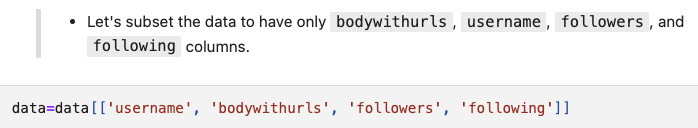 • Let's subset the data to have only bodywithurls, username, followers, and
following columns.
data=data[['username', 'bodywithurls', 'followers', 'following']]